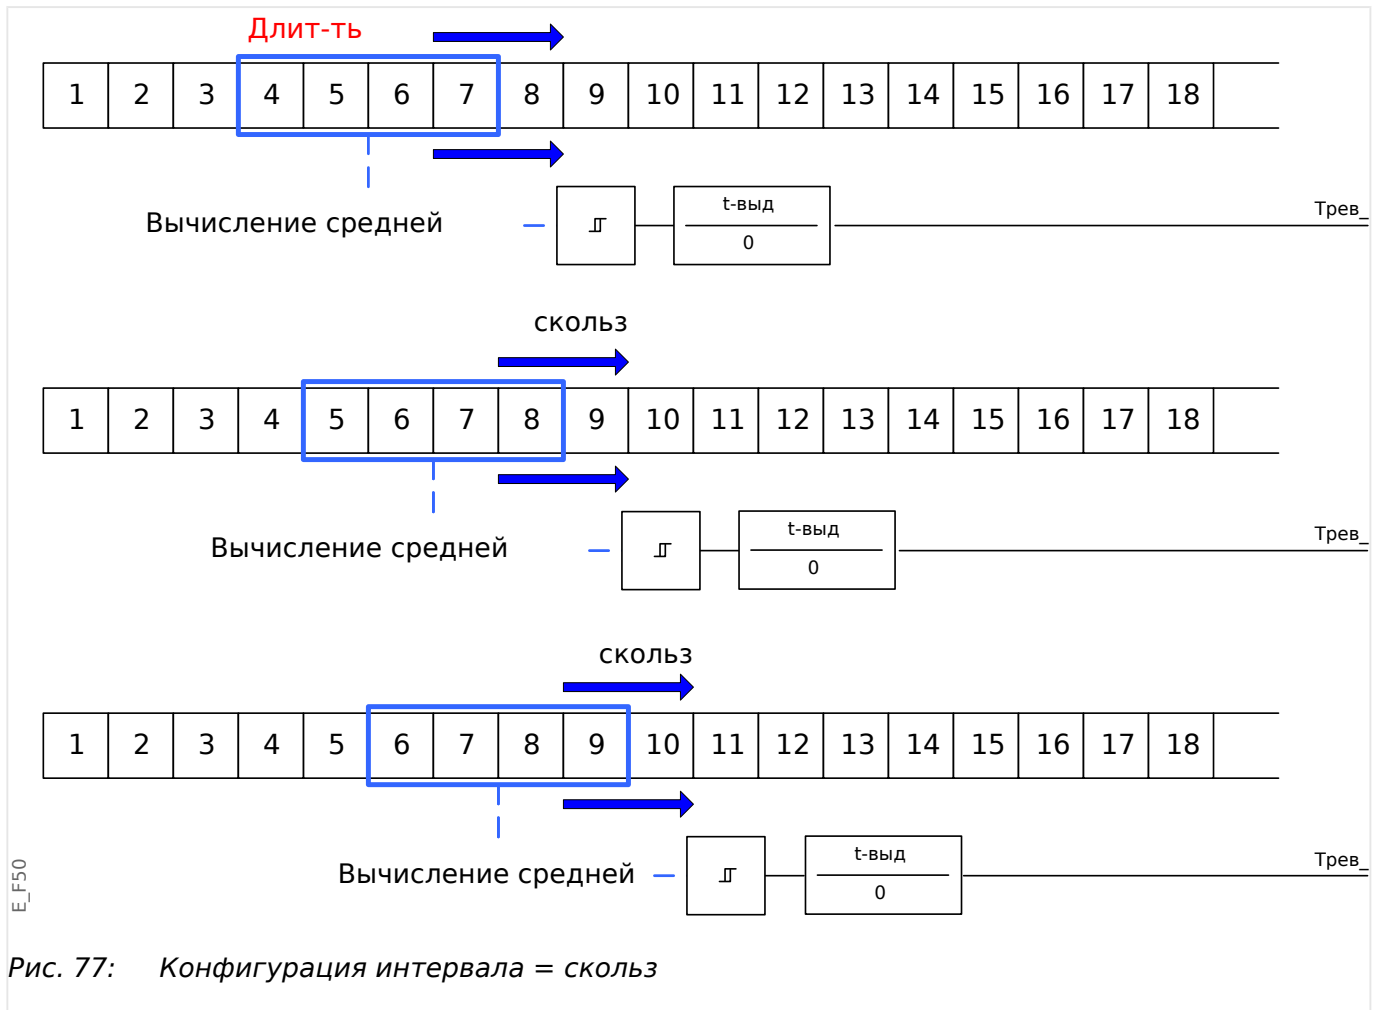 Длит-ть
1 2 3 4 5 6 7 8 9 10 11 12 13 14 15 16 17 18
Вычисление средней
t-выд
0
Трев_
скольз
1 2 3 4 5 6 7 8 9 10 11 12 13 14 15 16 17 18
Вычисление средней
t-выд
0
Трев_
скольз
1 2 3 4 5 6 7 8 9 10 11 12 13 14 15 16 17 18
Вычисление средней
t-выд
0
Трев_
E_F50
Рис. 77: Конфигурация интервала = скольз